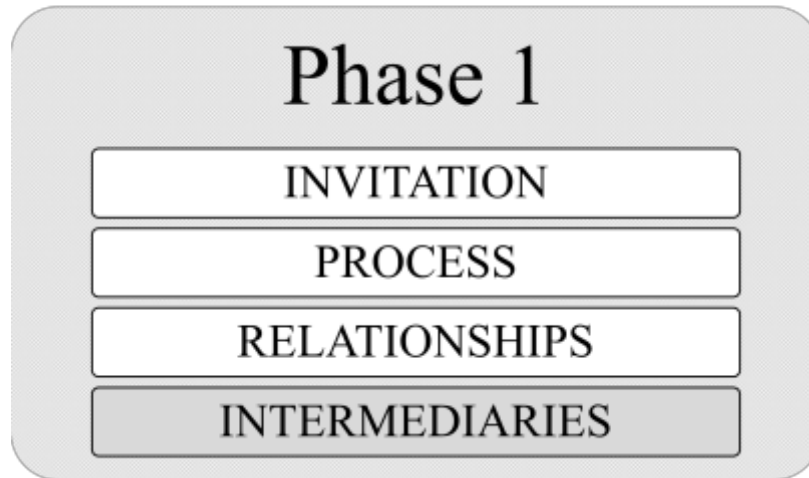 Phase 1
INVITATION
PROCESS
RELATIONSHIPS
INTERMEDIARIES